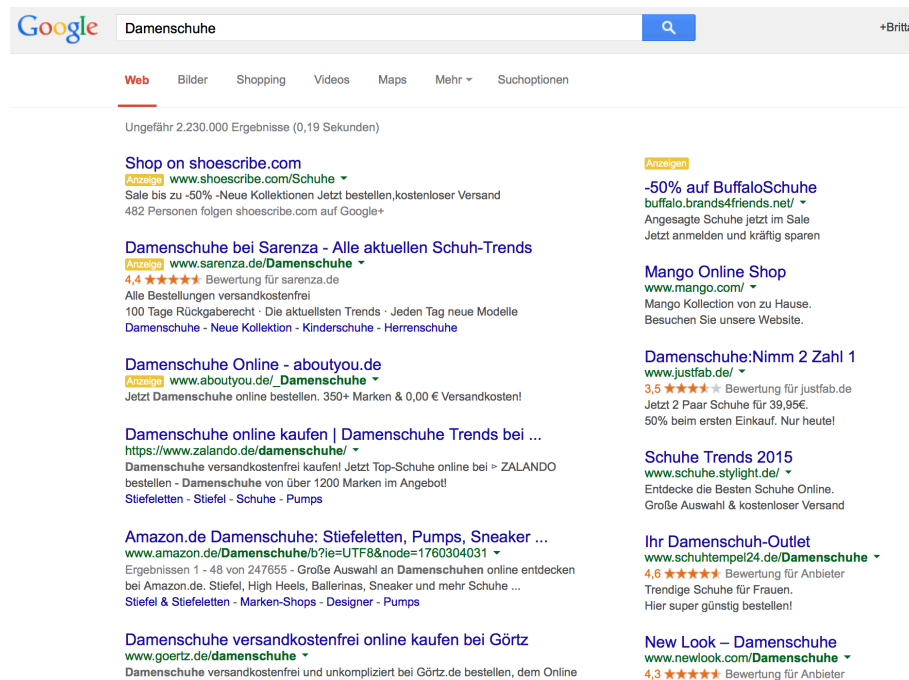 Google
Damenschuhe
+Britta
Web Bilder Shopping Videos Maps Mehr Suchoptionen
Ungefähr 2.230.000 Ergebnisse (0,19 Sekunden)
Shop on shoescribe.com
Anzeige www.shoescribe.com/Schuhe
Sale bis zu -50% -Neue Kollektionen Jetzt bestellen,kostenloser Versand
482 Personen folgen shoescribe.com auf Google+
Damenschuhe bei Sarenza - Alle aktuellen Schuh-Trends
Anzeige www.sarenza.de/Damenschuhe
4,4 ★★★★★ Bewertung für sarenza.de
Alle Bestellungen versandkostenfrei
100 Tage Rückgaberecht · Die aktuellsten Trends · Jeden Tag neue Modelle
Damenschuhe - Neue Kollektion - Kinderschuhe - Herrenschuhe
Damenschuhe Online - aboutyou.de
Anzeige www.aboutyou.de/_Damenschuhe
Jetzt Damenschuhe online bestellen. 350+ Marken & 0,00 € Versandkosten!
Damenschuhe online kaufen | Damenschuhe Trends bei ...
https://www.zalando.de/damenschuhe/
Damenschuhe versandkostenfrei kaufen! Jetzt Top-Schuhe online bei ▹ ZALANDO
bestellen - Damenschuhe von über 1200 Marken im Angebot!
Stiefeletten - Stiefel - Schuhe - Pumps
Amazon.de Damenschuhe: Stiefeletten, Pumps, Sneaker ...
www.amazon.de/Damenschuhe/b?ie=UTF8&node=1760304031
Ergebnissen 1 - 48 von 247655 - Große Auswahl an Damenschuhen online entdecken
bei Amazon.de. Stiefel, High Heels, Ballerinas, Sneaker und mehr Schuhe ...
Stiefel & Stiefeletten - Marken-Shops - Designer - Pumps
Damenschuhe versandkostenfrei online kaufen bei Görtz
www.goertz.de/damenschuhe
Damenschuhe versandkostenfrei und unkompliziert bei Görtz.de bestellen, dem Online
Anzeigen
-50% auf BuffaloSchuhe
buffalo.brands4friends.net/
Angesagte Schuhe jetzt im Sale
Jetzt anmelden und kräftig sparen
Mango Online Shop
www.mango.com/
Mango Kollection von zu Hause.
Besuchen Sie unsere Website.
Damenschuhe:Nimm 2 Zahl 1
www.justfab.de/
3,5 ★★★★★ Bewertung für justfab.de
Jetzt 2 Paar Schuhe für 39,95€.
50% beim ersten Einkauf. Nur heute!
Schuhe Trends 2015
www.schuhe.stylight.de/
Entdecke die Besten Schuhe Online.
Große Auswahl & kostenloser Versand
Ihr Damenschuh-Outlet
www.schuhtempel24.de/Damenschuhe
4,6 ★★★★★ Bewertung für Anbieter
Trendige Schuhe für Frauen.
Hier super günstig bestellen!
New Look – Damenschuhe
www.newlook.com/Damenschuhe
4,3 ★★★★★ Bewertung für Anbieter